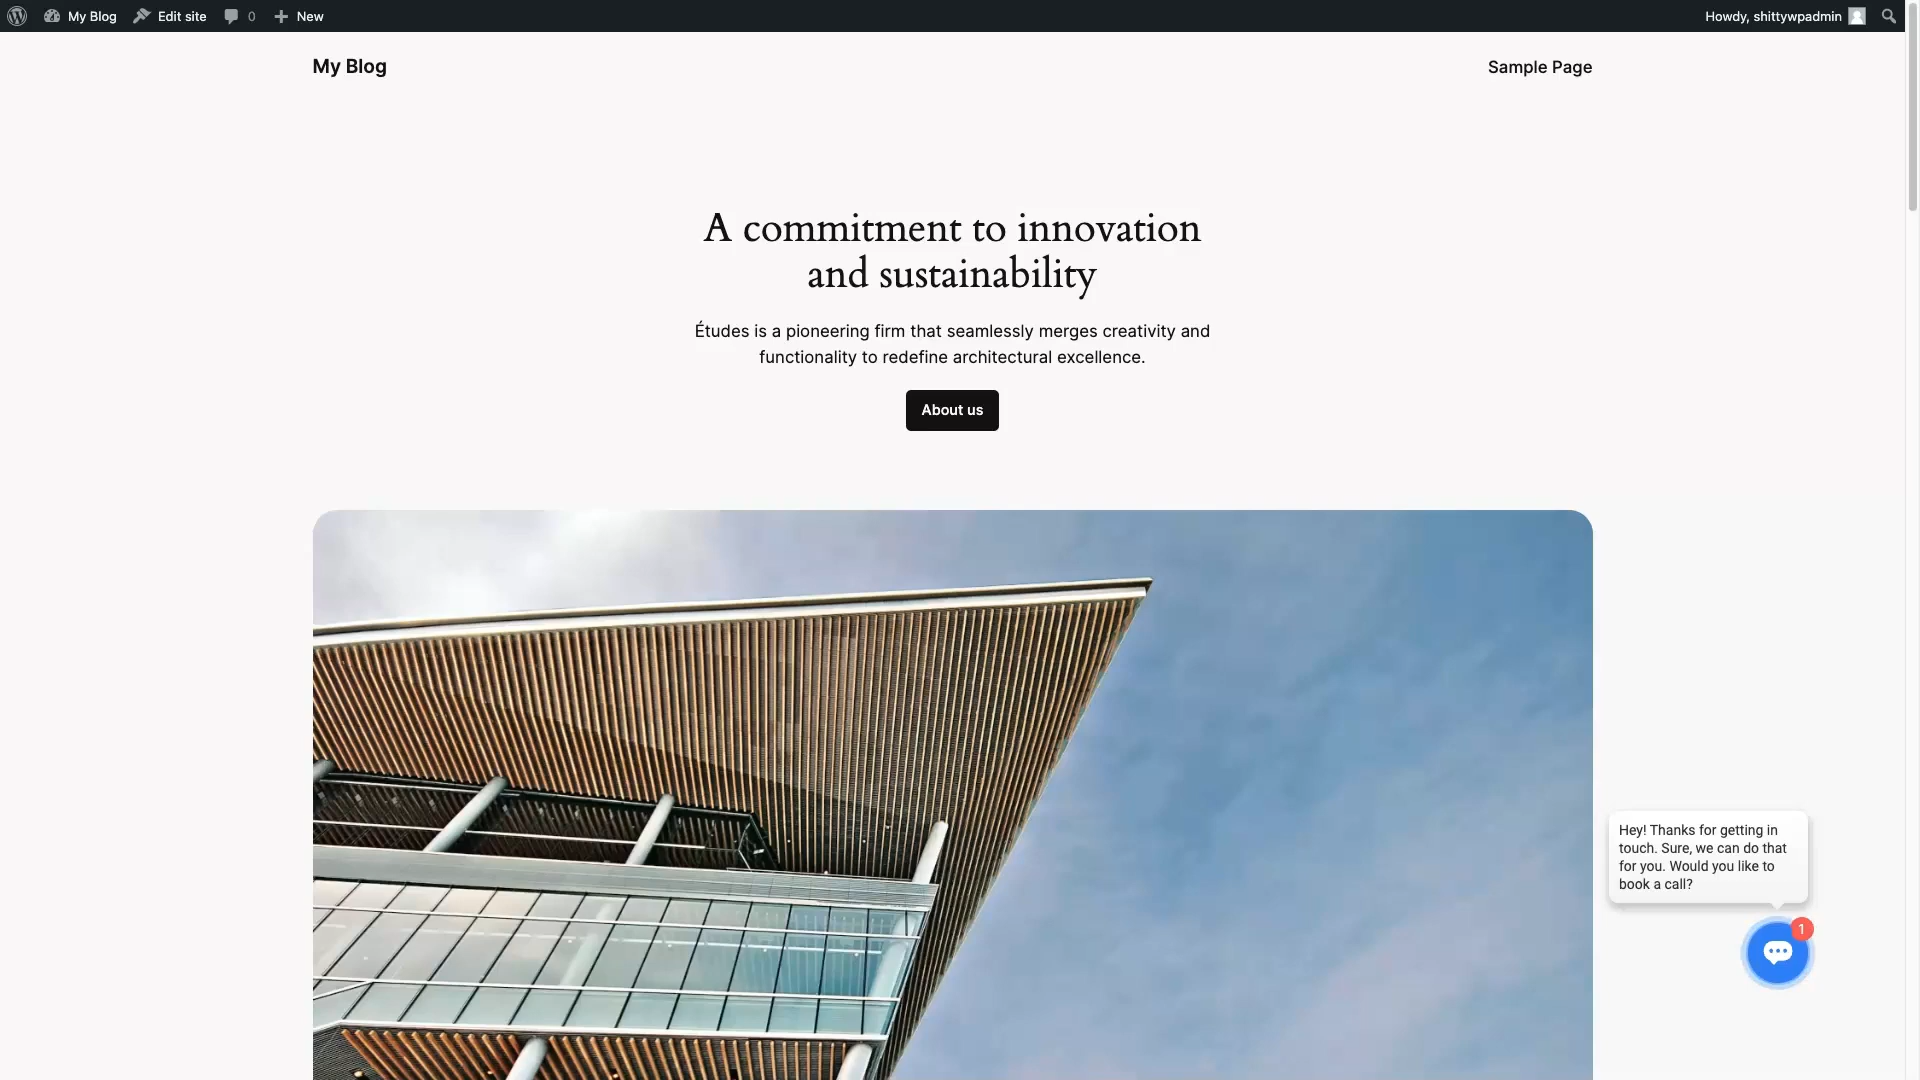 My Blog Edit site 0 New Howdy, shittywpadmin
My Blog Sample Page
A commitment to innovation
and sustainability
Études is a pioneering firm that seamlessly merges creativity and
functionality to redefine architectural excellence.
About us
Hey! Thanks for getting in
touch. Sure, we can do that
for you. Would you like to
book a call?
1